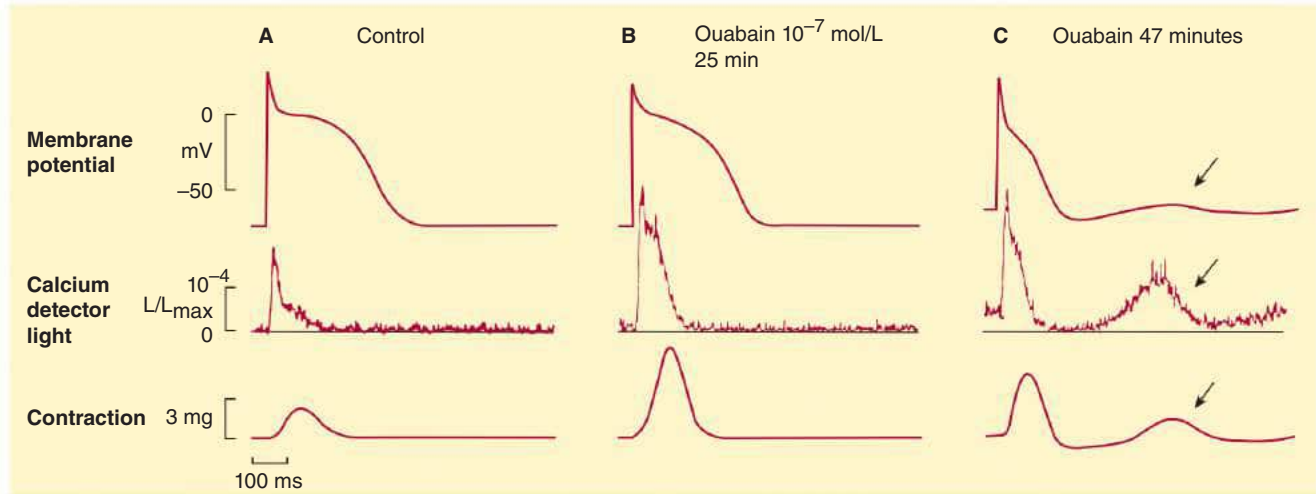 A Control
B Ouabain 10⁻⁷ mol/L
25 min
C Ouabain 47 minutes
Membrane
potential
0
mV
−50
Calcium
detector
light
10⁻⁴
L/Lmax
0
Contraction
3 mg
100 ms